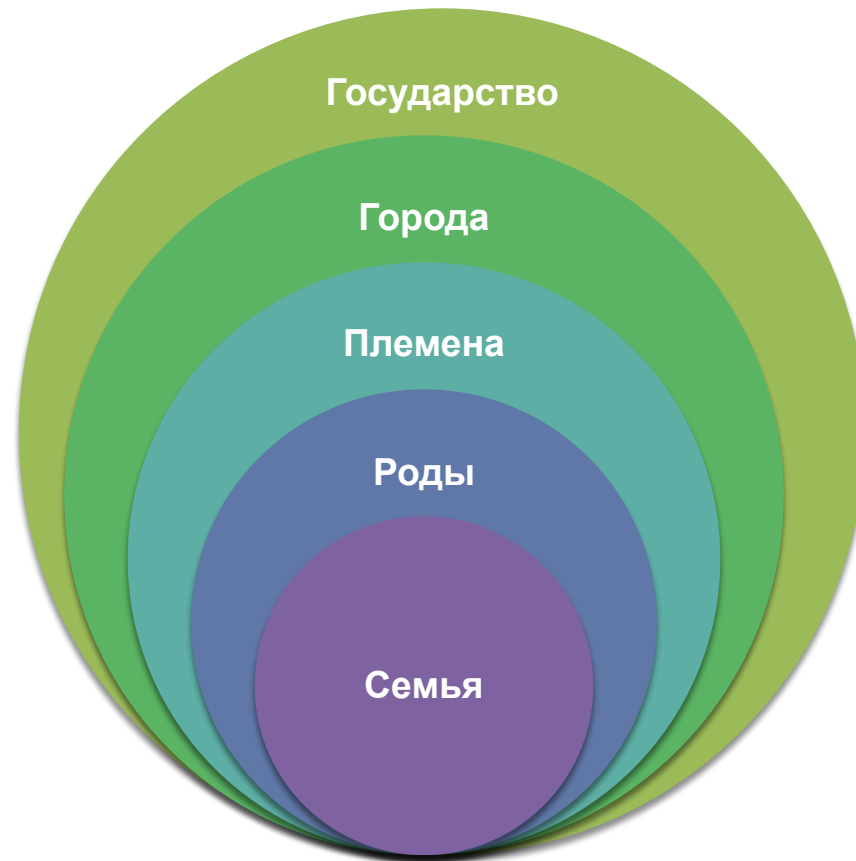 Государство
Города
Племена
Роды
Семья